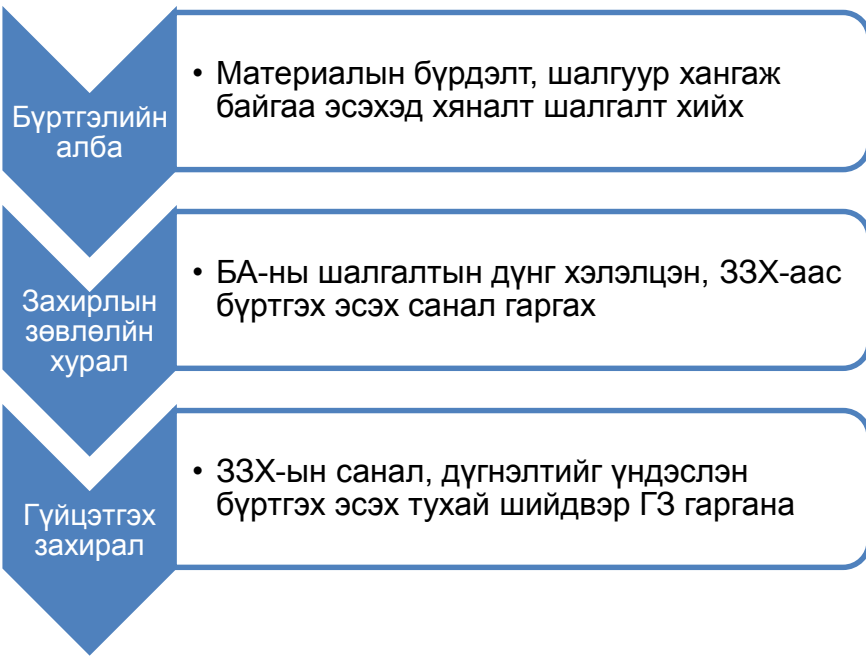 Бүртгэлийн
алба
• Материалын бүрдэлт, шалгуур хангаж
байгаа эсэхэд хяналт шалгалт хийх
Захирлын
зөвлөлйн
хурал
• БА-ны шалгалтын дүнг хэлэлцэн, ЗЗХ-аас
бүртгэх эсэх санал гаргах
Гүйцэтгэх
захирал
• ЗЗХ-ын санал, дүгнэлтийг үндэслэн
бүртгэх эсэх тухай шийдвэр ГЗ гаргана